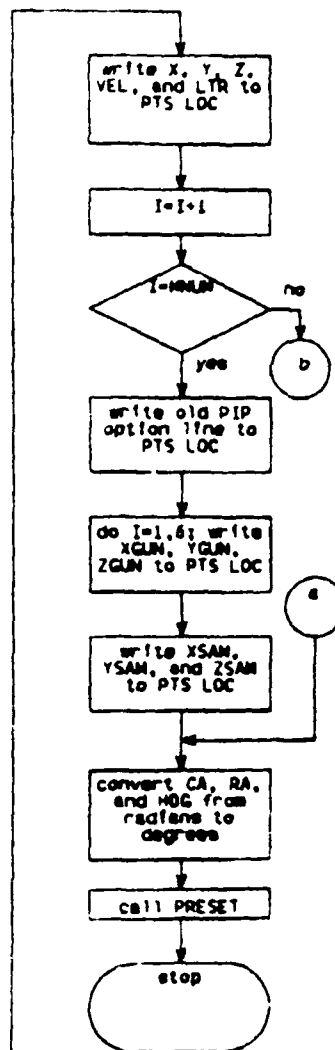 write X, Y, Z,
VEL, and LTR to
PTS LOC
I=I+1
I=NNUM
no
b
yes
write old PIP
option line to
PTS LOC
do I=1,6; write
XGUN, YGUN,
ZGUN to PTS LOC
a
write XSAM,
YSAM, and ZSAM
to PTS LOC
convert CA, RA,
and HDG from
radians to
degrees
call PRESET
stop